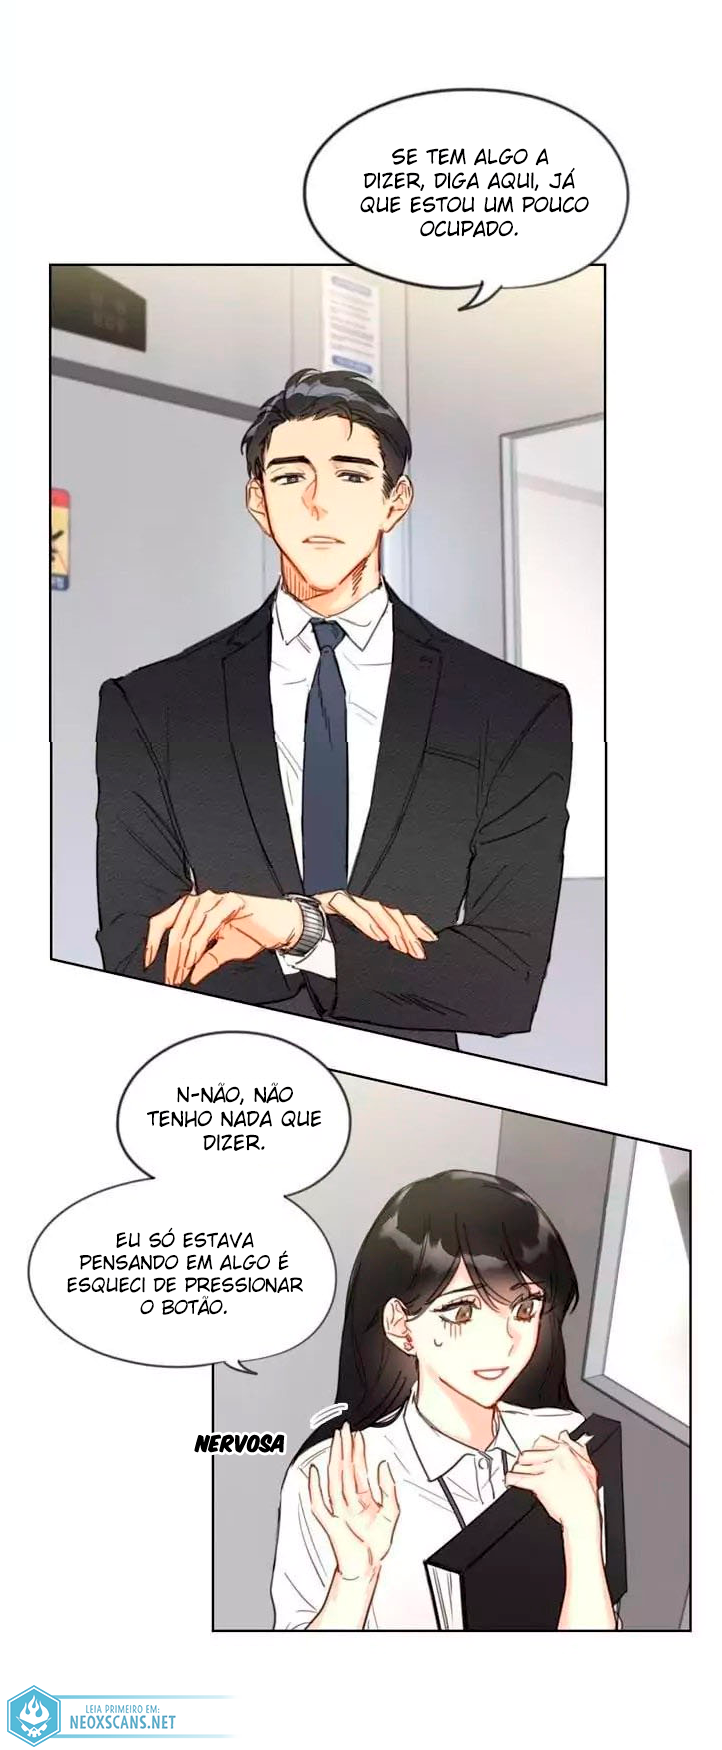 SE TEM ALGO A
DIZER, DIGA AQUI, JÁ
QUE ESTOU UM POUCO
OCUPADO.
N-NÃO, NÃO
TENHO NADA QUE
DIZER.
EU SÓ ESTAVA
PENSANDO EM ALGO É
ESQUECI DE PRESSIONAR
O BOTÃO.
NERVOSA
LEIA PRIMEIRO EM:
NEOXSCANS.NET